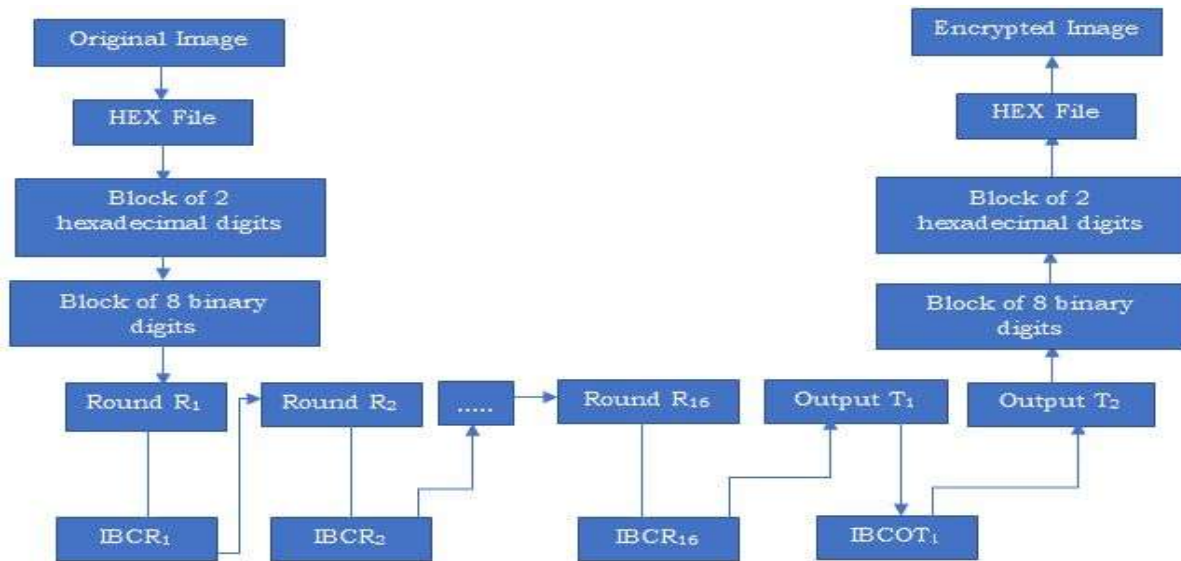 Original Image
HEX File
Block of 2
hexadecimal digits
Block of 8 binary
digits
Round R₁
IBCR₁
Round R₂
IBCR₂
.....
Round R₁₆
IBCR₁₆
Output T₁
IBCOT₁
Output T₂
Block of 8 binary
digits
Block of 2
hexadecimal digits
HEX File
Encrypted Image